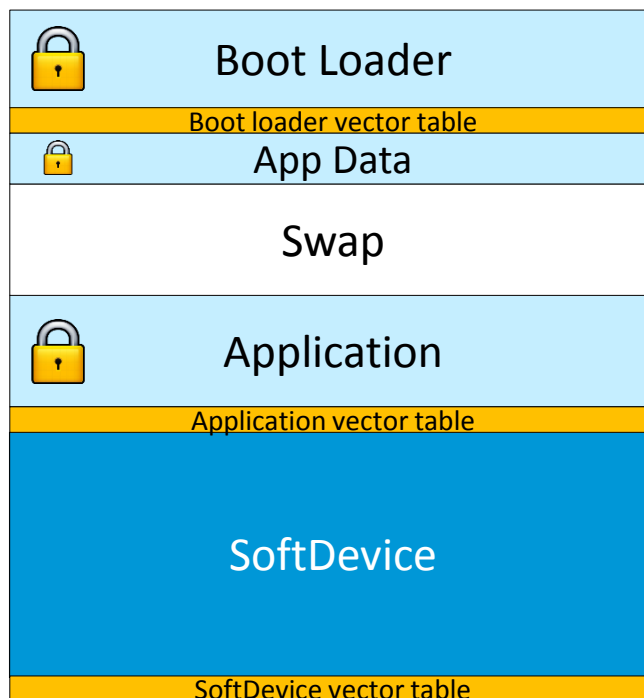 Boot Loader
Boot loader vector table
App Data
Swap
Application
Application vector table
SoftDevice
SoftDevice vector table